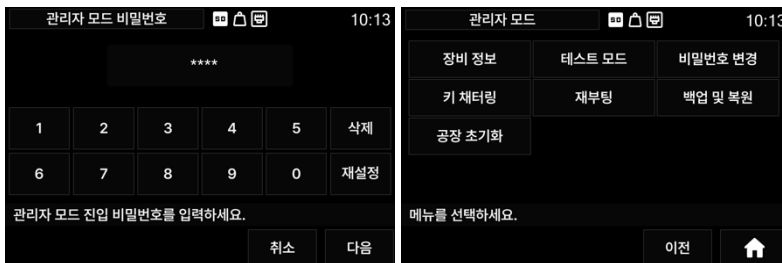 관리자 모드 비밀번호 SD 10:13
****
1 2 3 4 5 삭제
6 7 8 9 0 재설정
관리자 모드 진입 비밀번호를 입력하세요.
취소 다음
관리자 모드 SD 10:13
장비 정보 테스트 모드 비밀번호 변경
키 채터링 재부팅 백업 및 복원
공장 초기화
메뉴를 선택하세요.
이전